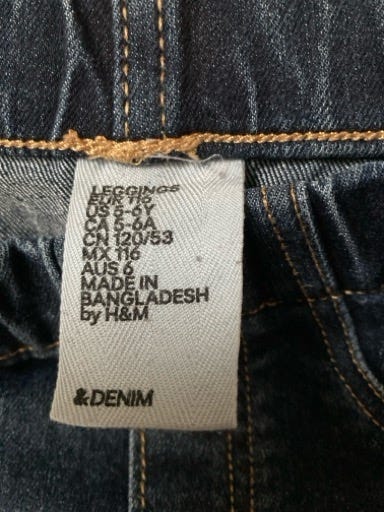 LEGGINGS
EUR 116
US 5-6Y
CA 5-6A
CN 120/53
MX 116
AUS 6
MADE IN
BANGLADESH
by H&M
&DENIM